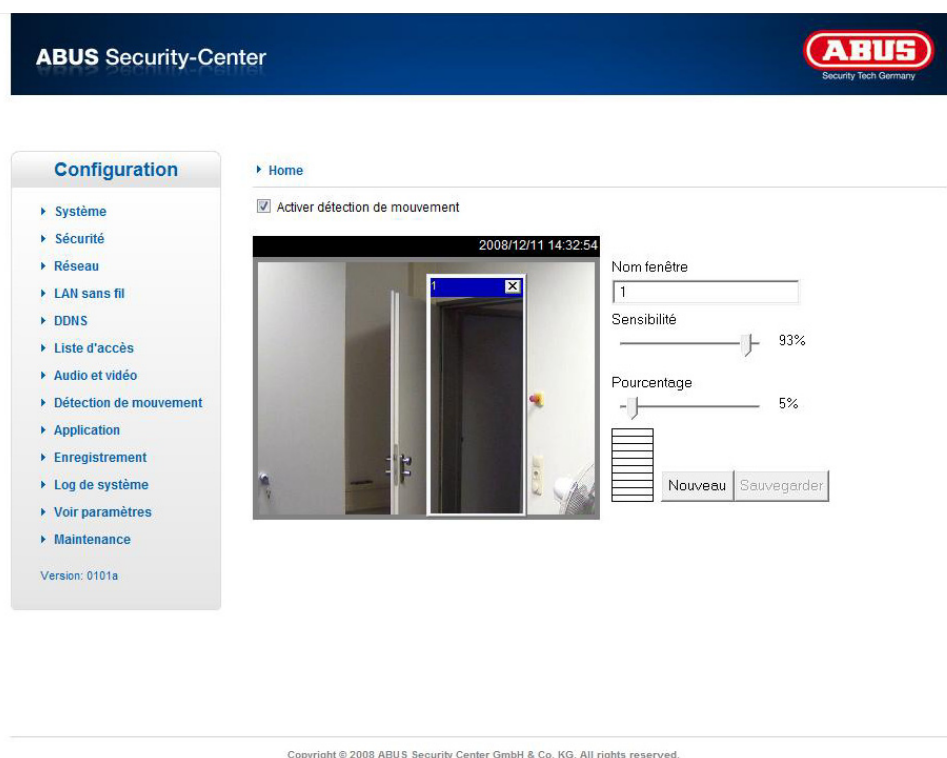 ABUS Security-Center
ABUS
Security Tech Germany
Configuration
Système
Sécurité
Réseau
LAN sans fil
DDNS
Liste d'accès
Audio et vidéo
Détection de mouvement
Application
Enregistrement
Log de système
Voir paramètres
Maintenance
Version: 0101a
Home
Activer détection de mouvement
2008/12/11 14:32:54
1
Nom fenêtre
1
Sensibilité
93%
Pourcentage
5%
Nouveau
Sauvegarder
Copyright © 2008 ABUS Security Center GmbH & Co. KG. All rights reserved.